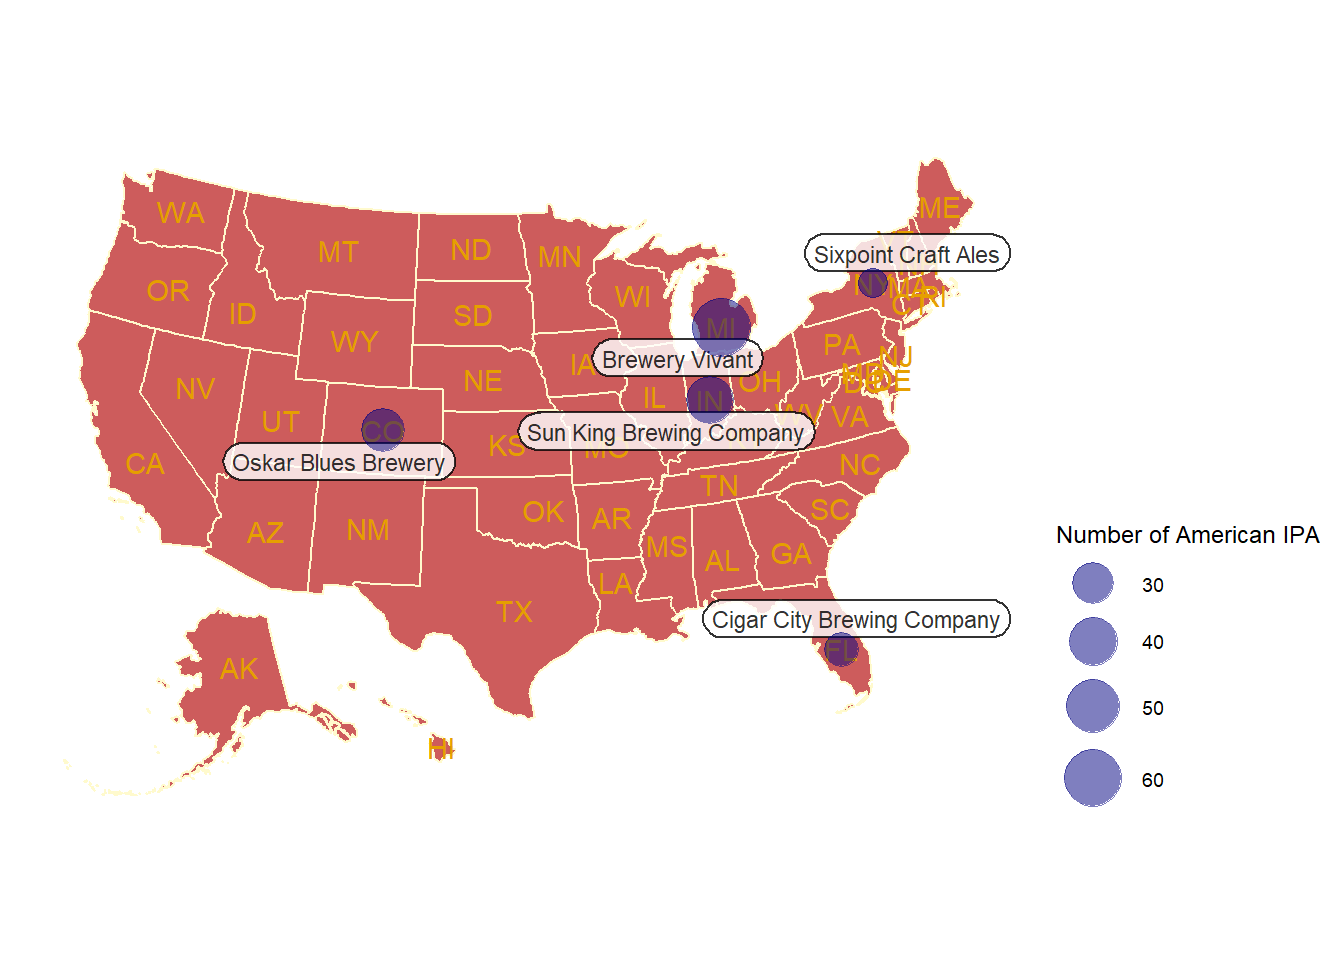 ME
WA
MT
ND
MN
Sixpoint Craft Ales
OR
ID
SD
WI
NY
MA
CT
RI
WY
MI
PA
NJ
IA
Brewery Vivant
NV
NE
OH
DE
UT
CO
IL
IN
WV
VA
Sun King Brewing Company
CA
Oskar Blues Brewery
KS
MO
NC
TN
AZ
NM
OK
AR
SC
MS
AL
GA
LA
TX
Cigar City Brewing Company
FL
AK
HI
Number of American IPA
30
40
50
60